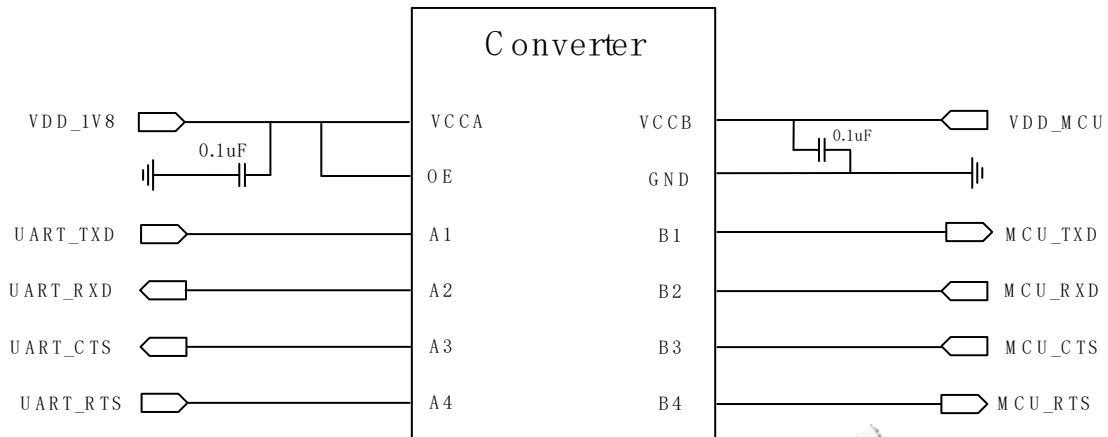 Converter
VDD_1V8 VCCA VCCB VDD_MCU
0.1uF 0.1uF
OE GND
UART_TXD A1 B1 MCU_TXD
UART_RXD A2 B2 MCU_RXD
UART_CTS A3 B3 MCU_CTS
UART_RTS A4 B4 MCU_RTS